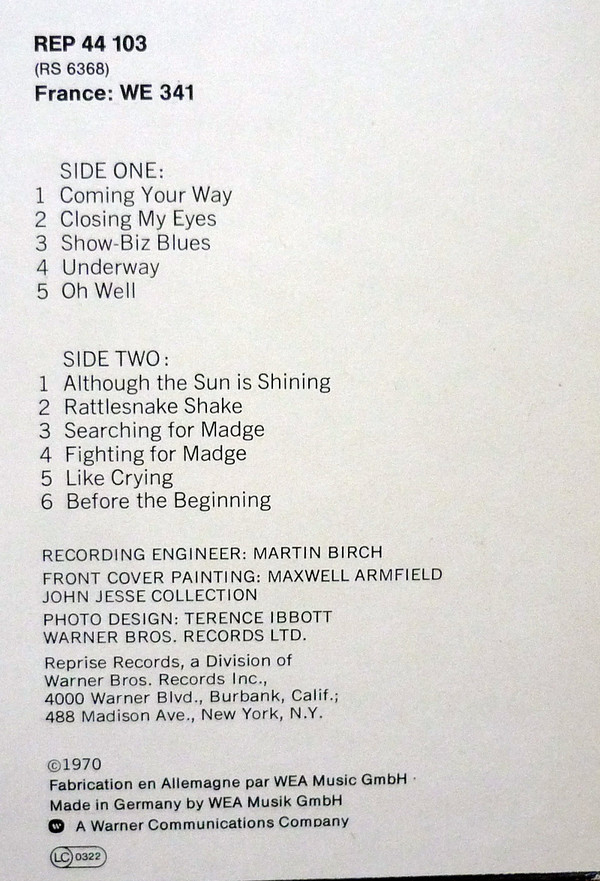 REP 44 103
(RS 6368)
France: WE 341
SIDE ONE:
1 Coming Your Way
2 Closing My Eyes
3 Show-Biz Blues
4 Underway
5 Oh Well
SIDE TWO:
1 Although the Sun is Shining
2 Rattlesnake Shake
3 Searching for Madge
4 Fighting for Madge
5 Like Crying
6 Before the Beginning
RECORDING ENGINEER: MARTIN BIRCH
FRONT COVER PAINTING: MAXWELL ARMFIELD
JOHN JESSE COLLECTION
PHOTO DESIGN: TERENCE IBBOTT
WARNER BROS. RECORDS LTD.
Reprise Records, a Division of
Warner Bros. Records Inc.,
4000 Warner Blvd., Burbank, Calif.;
488 Madison Ave., New York, N.Y.
©1970
Fabrication en Allemagne par WEA Music GmbH ·
Made in Germany by WEA Musik GmbH
A Warner Communications Company
LC 0322